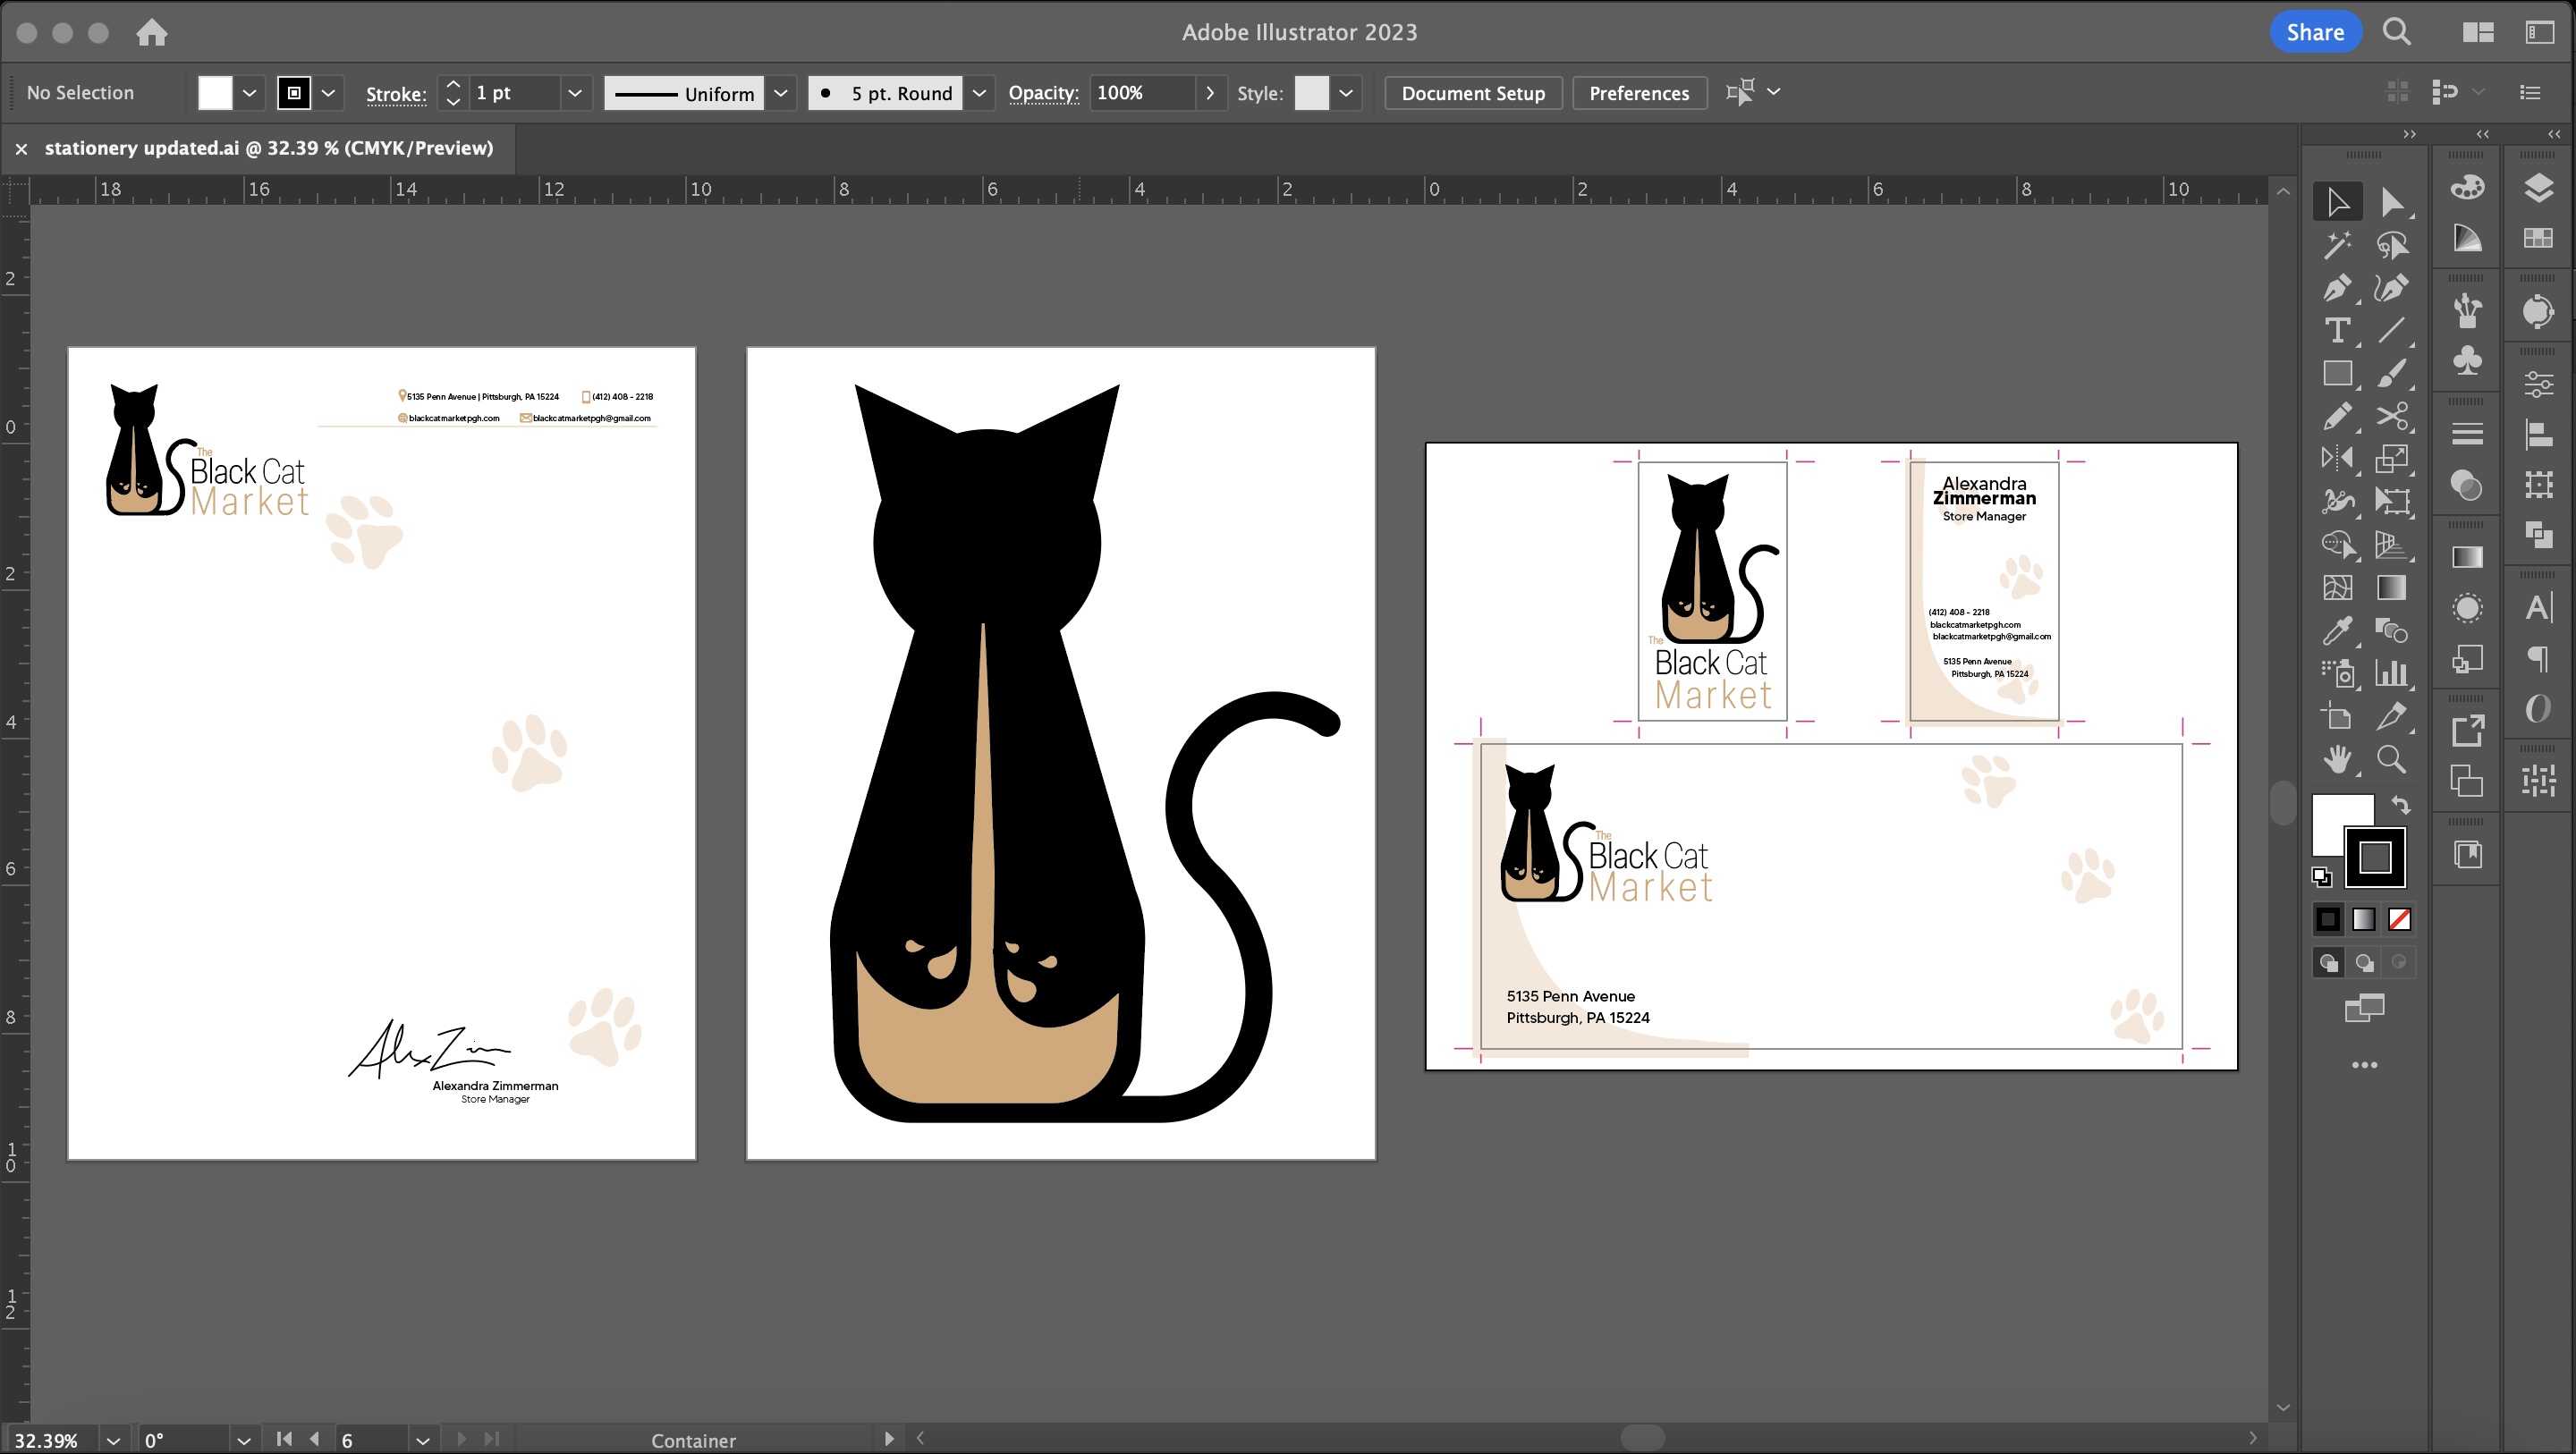 Adobe Illustrator 2023
Share
No Selection
Stroke:
1 pt
Uniform
5 pt. Round
Opacity:
100%
Style:
Document Setup
Preferences
stationery updated.ai @ 32.39 % (CMYK/Preview)
18 16 14 12 10 8 6 4 2 0 2 4 6 8 10
2
0
2
4
6
8
10
12
5135 Penn Avenue | Pittsburgh, PA 15224
(412) 408 - 2218
blackcatmarketpgh.com
blackcatmarketpgh@gmail.com
The
Black Cat
Market
Alexandra Zimmerman
Store Manager
The
Black Cat
Market
Alexandra
Zimmerman
Store Manager
(412) 408 - 2218
blackcatmarketpgh.com
blackcatmarketpgh@gmail.com
5135 Penn Avenue
Pittsburgh, PA 15224
The
Black Cat
Market
5135 Penn Avenue
Pittsburgh, PA 15224
32.39%
0°
6
Container